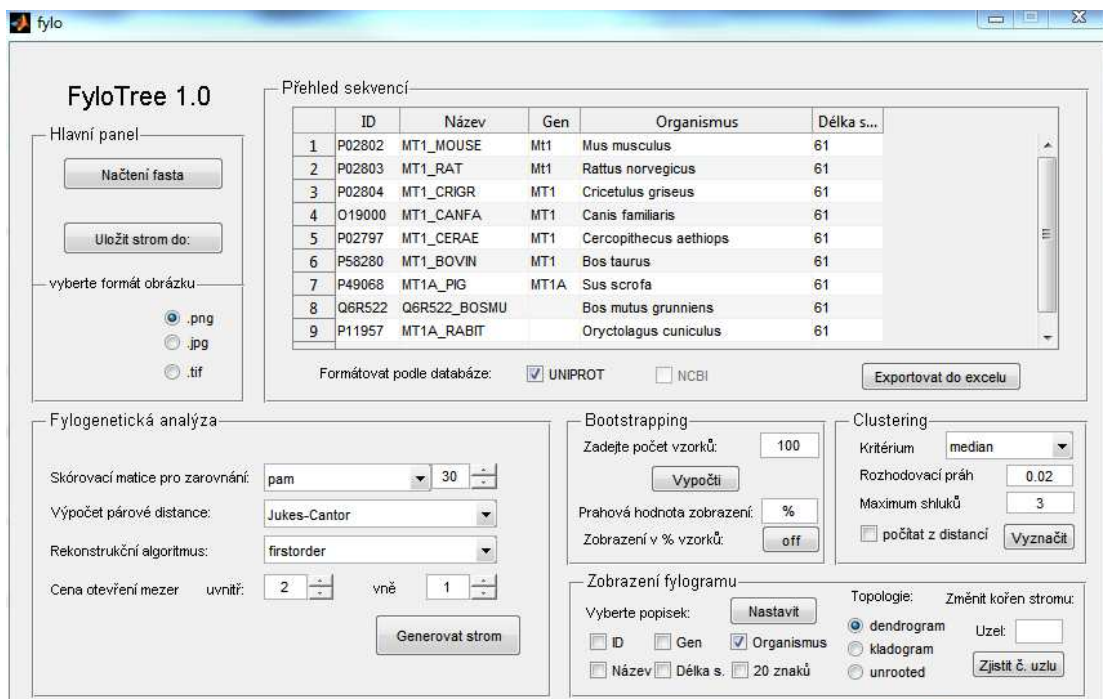 fylo
FyloTree 1.0
Hlavní panel
Načtení fasta
Uložit strom do:
vyberte formát obrázku
.png
.jpg
.tif
Přehled sekvencí
ID Název Gen Organismus Délka s...
1 P02802 MT1_MOUSE Mt1 Mus musculus 61
2 P02803 MT1_RAT Mt1 Rattus norvegicus 61
3 P02804 MT1_CRIGR MT1 Cricetulus griseus 61
4 O19000 MT1_CANFA MT1 Canis familiaris 61
5 P02797 MT1_CERAE MT1 Cercopithecus aethiops 61
6 P58280 MT1_BOVIN MT1 Bos taurus 61
7 P49068 MT1A_PIG MT1A Sus scrofa 61
8 Q6R522 Q6R522_BOSMU Bos mutus grunniens 61
9 P11957 MT1A_RABIT Oryctolagus cuniculus 61
Formátovat podle databáze: UNIPROT NCBI Exportovat do excelu
Fylogenetická analýza
Skórovací matice pro zarovnání: pam 30
Výpočet párové distance: Jukes-Cantor
Rekonstrukční algoritmus: firstorder
Cena otevření mezer uvnitř: 2 vně 1
Generovat strom
Bootstrapping
Zadejte počet vzorků: 100
Vypočti
Prahová hodnota zobrazení: %
Zobrazení v % vzorků: off
Clustering
Kritérium median
Rozhodovací práh 0.02
Maximum shluků 3
počítat z distancí Vyznačit
Zobrazení fylogramu
Vyberte popisek: Nastavit
ID Gen Organismus
Název Délka s. 20 znaků
Topologie:
dendrogram
kladogram
unrooted
Změnit kořen stromu:
Uzel:
Zjistit č. uzlu